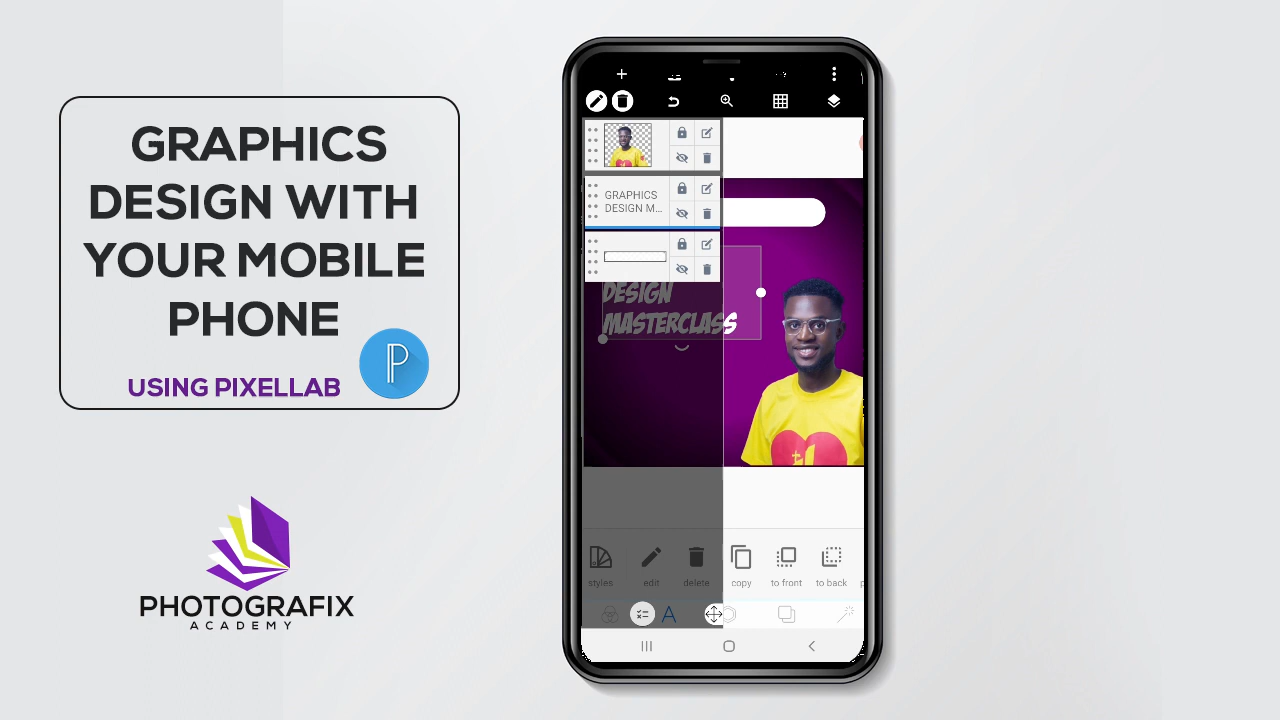 GRAPHICS
DESIGN WITH
YOUR MOBILE
PHONE
USING PIXELLAB
P
PHOTOGRAFIX
ACADEMY
GRAPHICS
DESIGN M...
DESIGN
MASTERCLASS
styles
edit
delete
copy
to front
to back
A